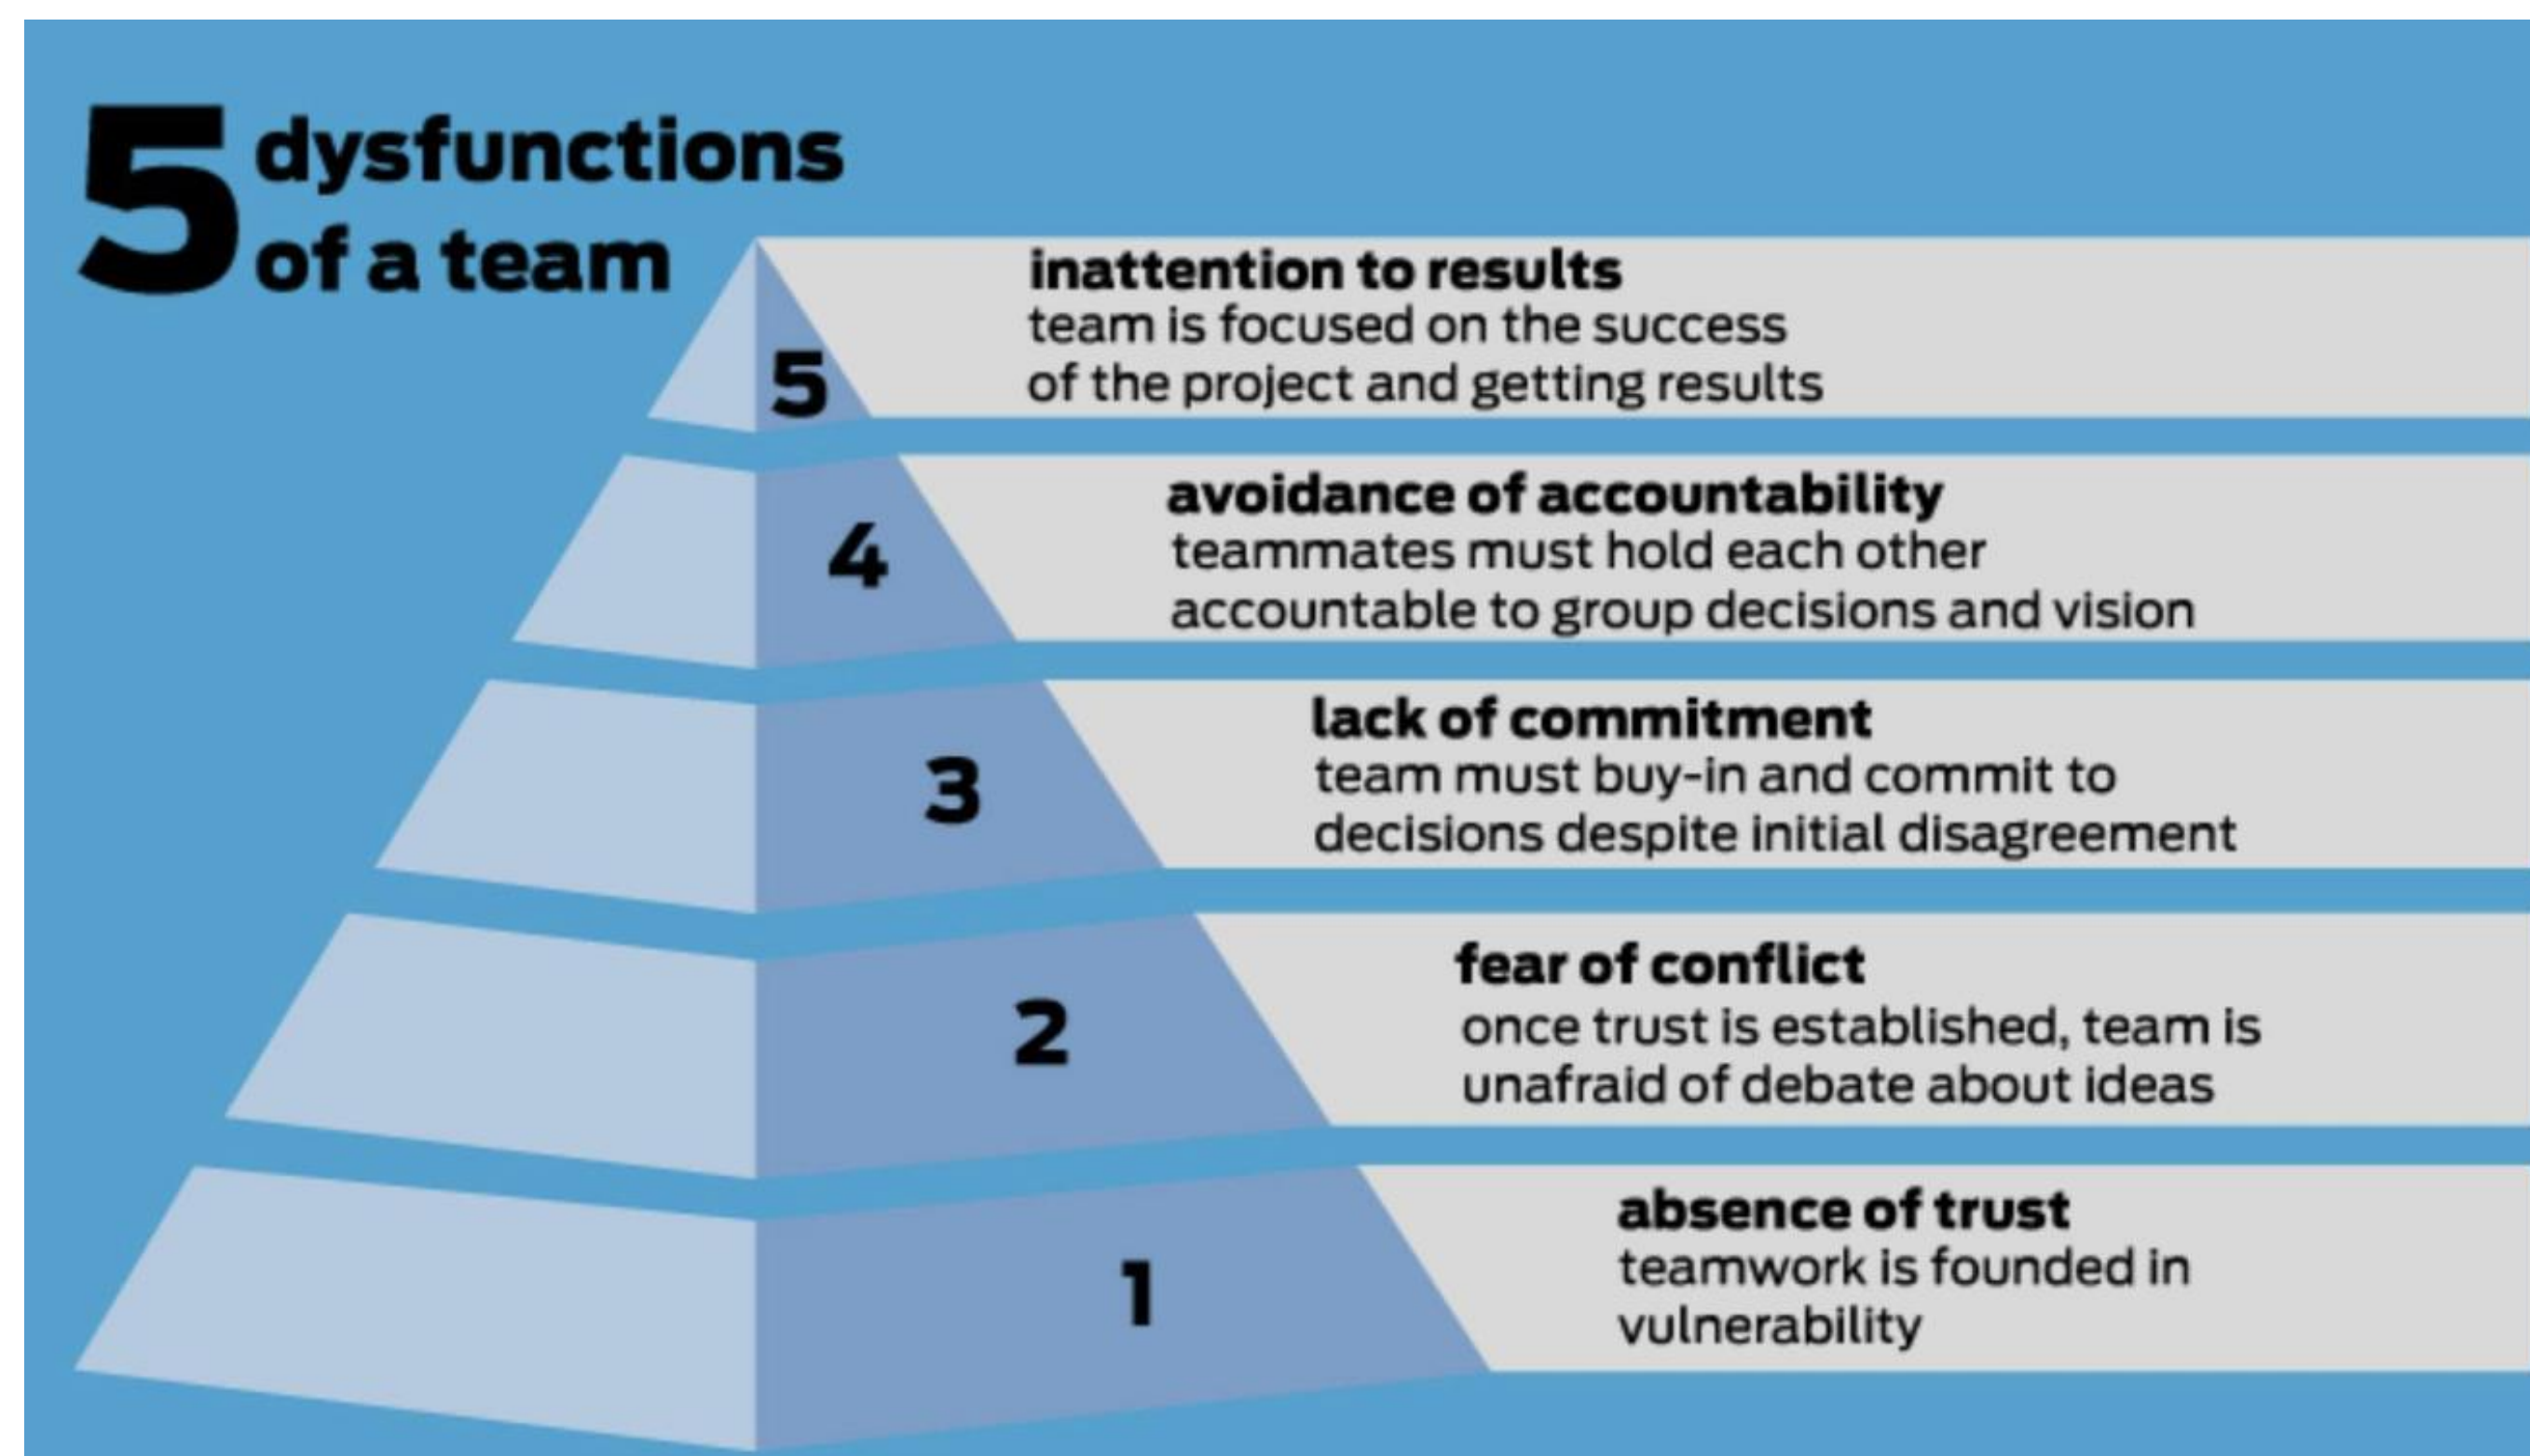 5 dysfunctions
of a team
5
inattention to results
team is focused on the success
of the project and getting results
4
avoidance of accountability
teammates must hold each other
accountable to group decisions and vision
3
lack of commitment
team must buy-in and commit to
decisions despite initial disagreement
2
fear of conflict
once trust is established, team is
unafraid of debate about ideas
1
absence of trust
teamwork is founded in
vulnerability